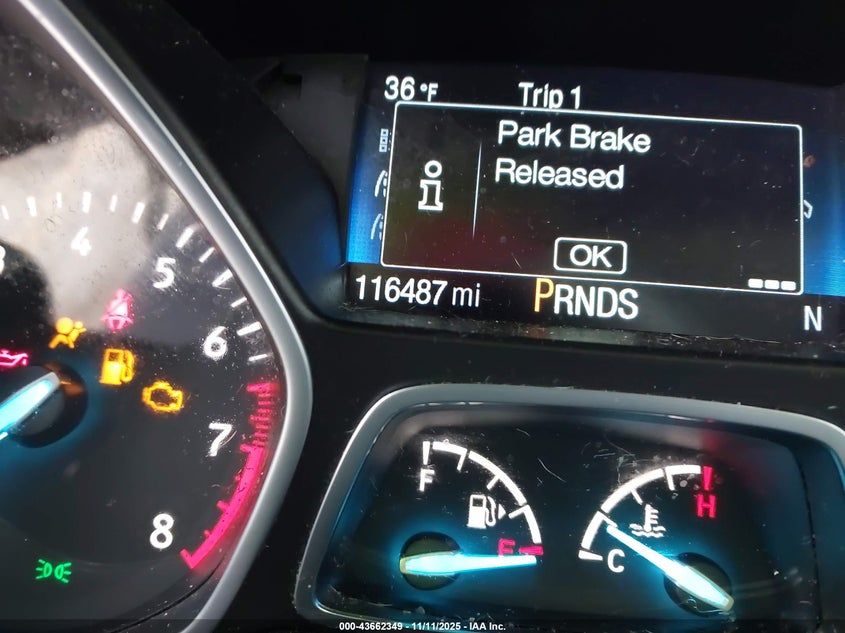 36 °F Trip 1
Park Brake
Released
i
OK
116487 mi PRNDS N
4
5
6
7
8
F
E
C
H
000-43662349 - 11/11/2025 - IAA Inc.